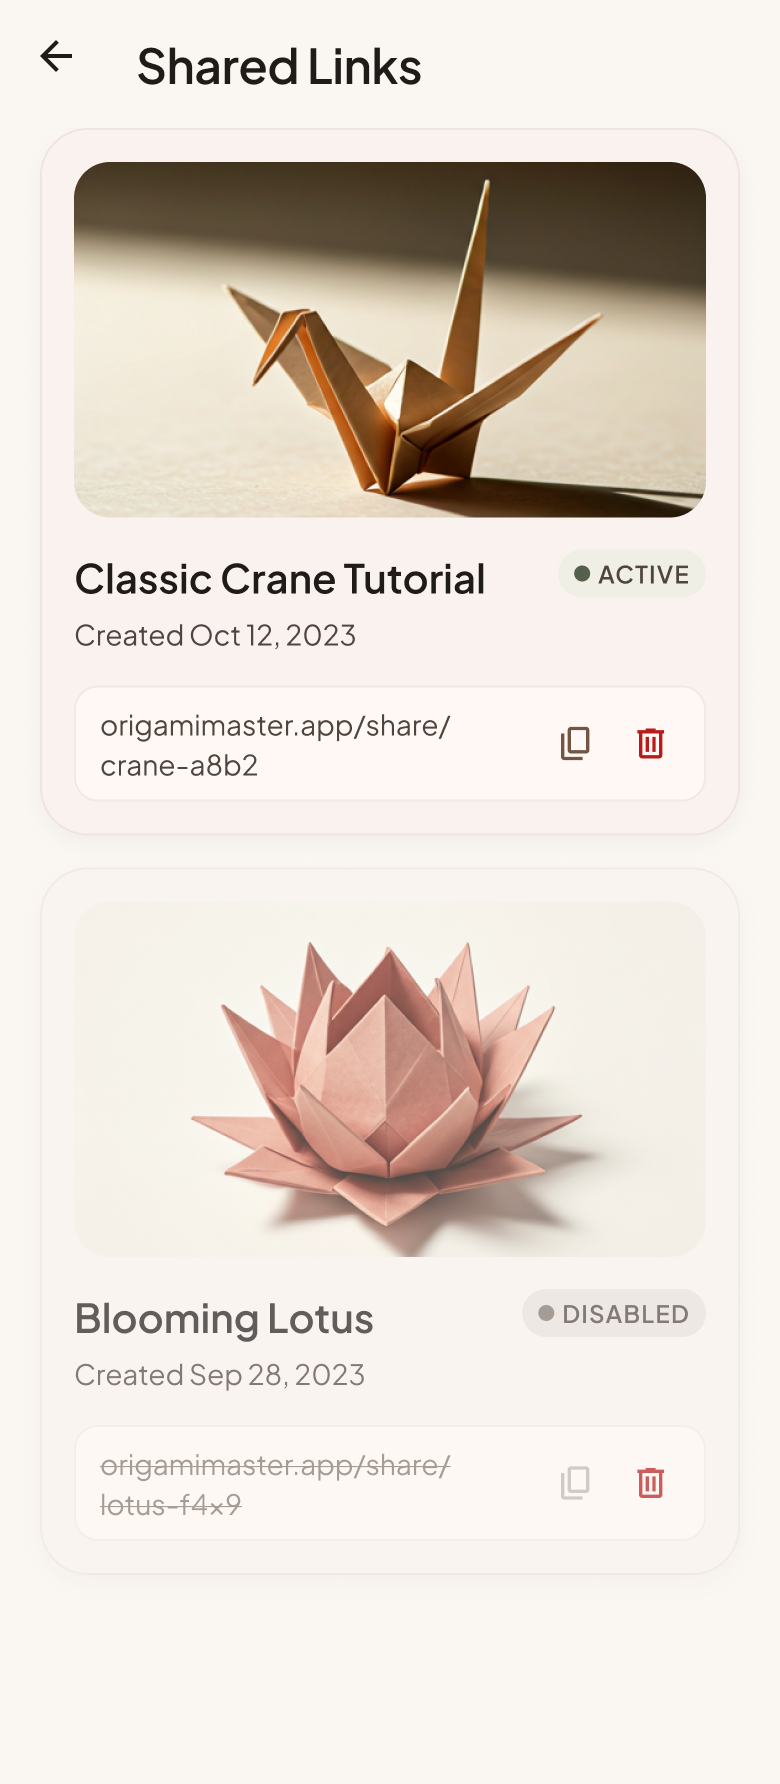 Shared Links
Classic Crane Tutorial
ACTIVE
Created Oct 12, 2023
origamimaster.app/share/
crane-a8b2
Blooming Lotus
DISABLED
Created Sep 28, 2023
origamimaster.app/share/
lotus-f4x9